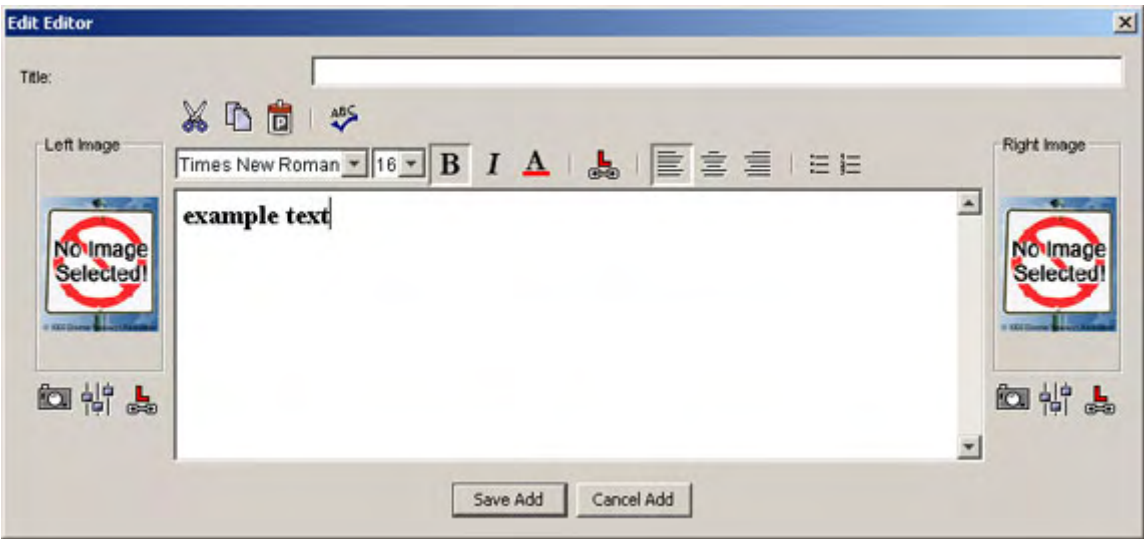 Edit Editor
Title:
ABC
Left Image
Times New Roman 16 B I A
Right Image
example text
No Image
Selected!
No Image
Selected!
Save Add Cancel Add